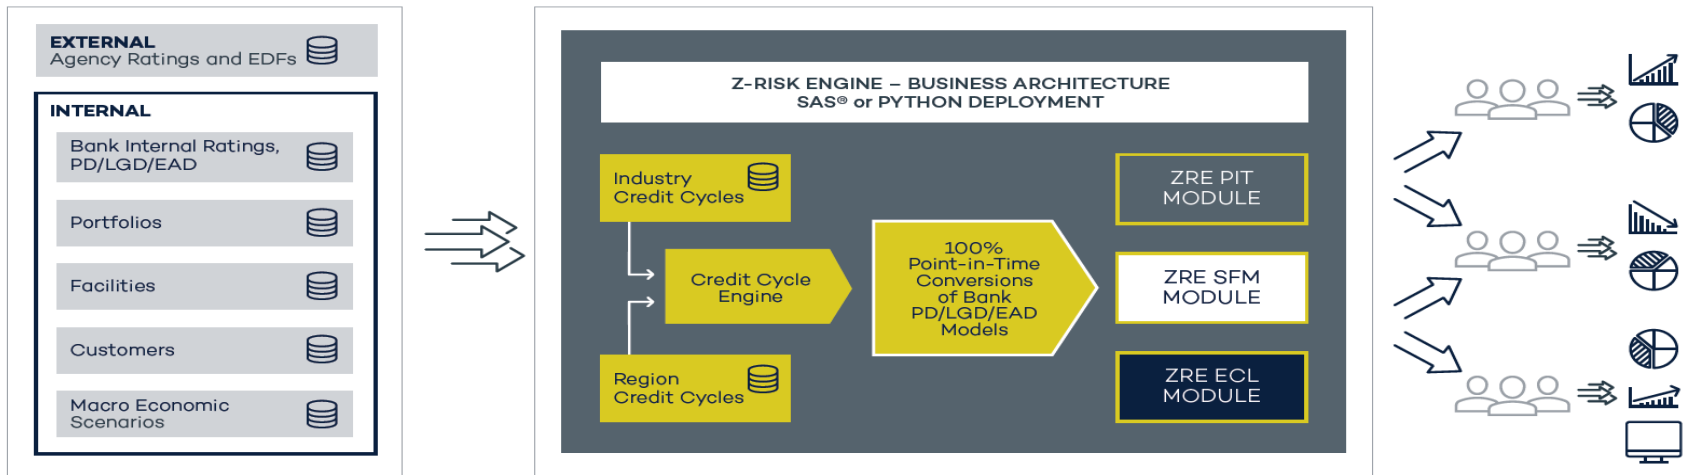 EXTERNAL
Agency Ratings and EDFs
INTERNAL
Bank Internal Ratings,
PD/LGD/EAD
Portfolios
Facilities
Customers
Macro Economic
Scenarios
Z-RISK ENGINE – BUSINESS ARCHITECTURE
SAS® or PYTHON DEPLOYMENT
Industry
Credit Cycles
Credit Cycle
Engine
Region
Credit Cycles
100%
Point-in-Time
Conversions
of Bank
PD/LGD/EAD
Models
ZRE PIT
MODULE
ZRE SFM
MODULE
ZRE ECL
MODULE